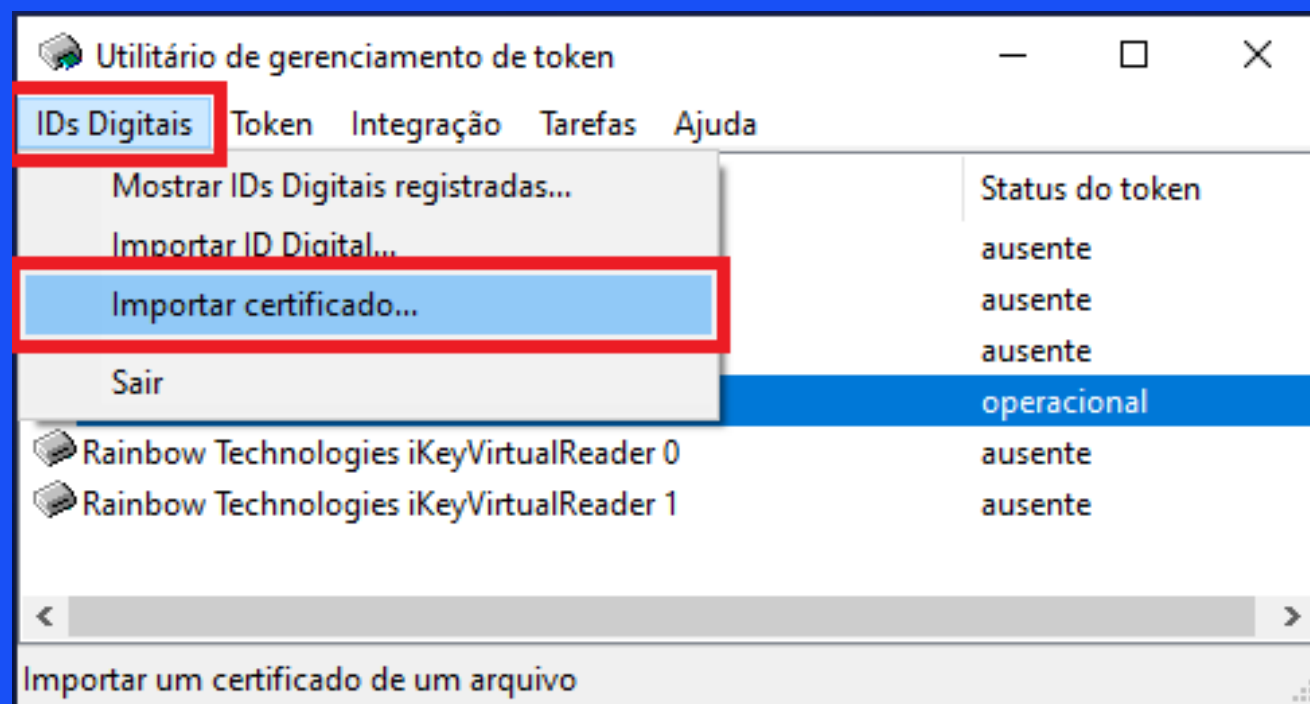 Utilitário de gerenciamento de token
IDs Digitais Token Integração Tarefas Ajuda
Mostrar IDs Digitais registradas...
Importar ID Digital...
Importar certificado...
Sair
Status do token
ausente
ausente
ausente
operacional
Rainbow Technologies iKeyVirtualReader 0 ausente
Rainbow Technologies iKeyVirtualReader 1 ausente
Importar um certificado de um arquivo